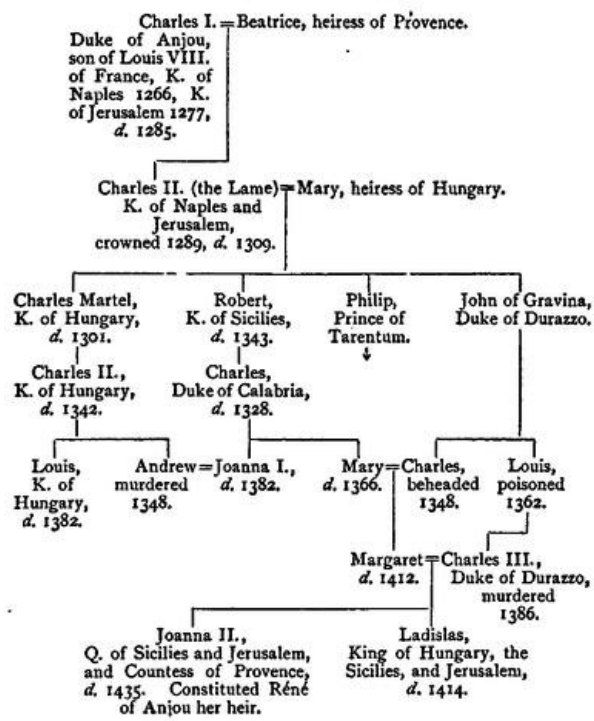 Charles I. = Beatrice, heiress of Provence.
Duke of Anjou,
son of Louis VIII.
of France, K. of
Naples 1266, K.
of Jerusalem 1277,
d. 1285.
Charles II. (the Lame) = Mary, heiress of Hungary.
K. of Naples and
Jerusalem,
crowned 1289, d. 1309.
Charles Martel,
K. of Hungary,
d. 1301.
Robert,
K. of Sicilies,
d. 1343.
Philip,
Prince of
Tarentum.
John of Gravina,
Duke of Durazzo.
Charles II.,
K. of Hungary,
d. 1342.
Charles,
Duke of Calabria,
d. 1328.
Louis,
K. of
Hungary,
d. 1382.
Andrew = Joanna I.,
murdered
1348.
d. 1382.
Mary = Charles,
d. 1366.
beheaded
1348.
Louis,
poisoned
1362.
Margaret = Charles III.,
d. 1412.
Duke of Durazzo,
murdered
1386.
Joanna II.,
Q. of Sicilies and Jerusalem,
and Countess of Provence,
d. 1435. Constituted Réné
of Anjou her heir.
Ladislas,
King of Hungary, the
Sicilies, and Jerusalem,
d. 1414.